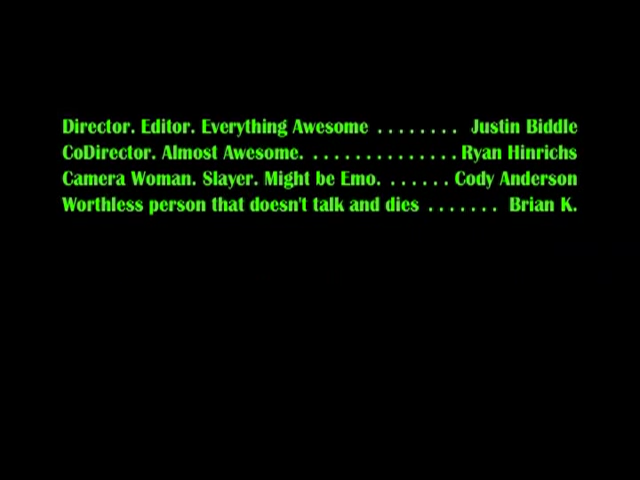 Director. Editor. Everything Awesome ........ Justin Biddle
CoDirector. Almost Awesome. .............. Ryan Hinrichs
Camera Woman. Slayer. Might be Emo. ...... Cody Anderson
Worthless person that doesn't talk and dies ....... Brian K.